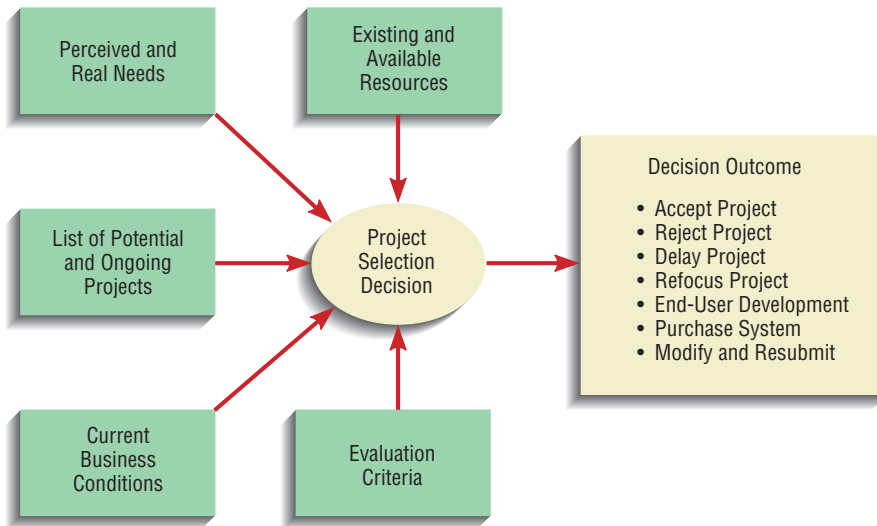 Perceived and
Real Needs
Existing and
Available
Resources
List of Potential
and Ongoing
Projects
Project
Selection
Decision
Current
Business
Conditions
Evaluation
Criteria
Decision Outcome
• Accept Project
• Reject Project
• Delay Project
• Refocus Project
• End-User Development
• Purchase System
• Modify and Resubmit